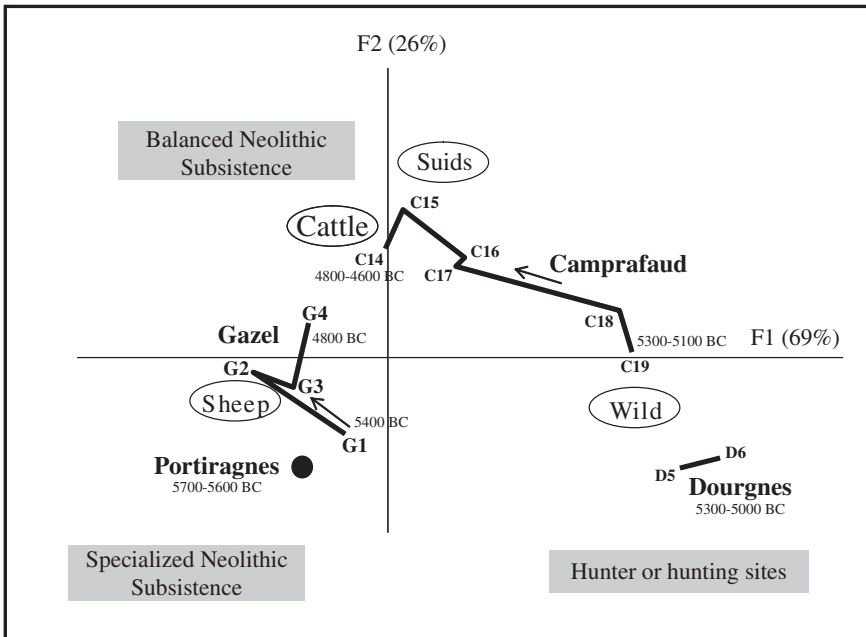 F2 (26%)
Balanced Neolithic
Subsistence
Suids
C15
Cattle
C14
4800-4600 BC
C16
C17
Camprafaud
C18
5300-5100 BC
C19
F1 (69%)
G4
Gazel
4800 BC
G2
G3
Sheep
5400 BC
G1
Wild
Portiragnes
5700-5600 BC
D6
D5
Dourgnes
5300-5000 BC
Specialized Neolithic
Subsistence
Hunter or hunting sites